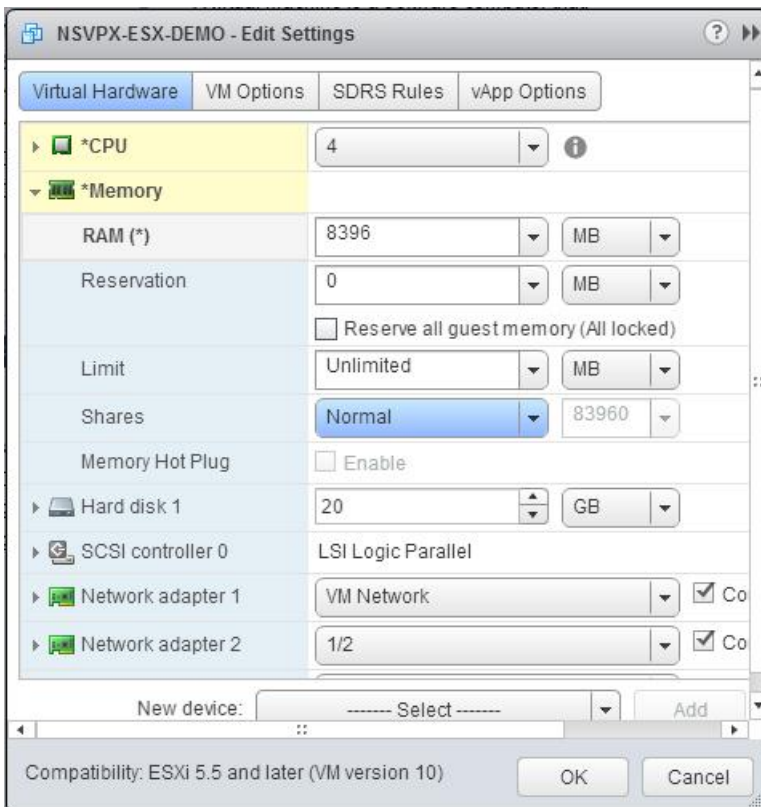 NSVPX-ESX-DEMO - Edit Settings ?
Virtual Hardware VM Options SDRS Rules vApp Options
*CPU 4
*Memory
RAM (*) 8396 MB
Reservation 0 MB
Reserve all guest memory (All locked)
Limit Unlimited MB
Shares Normal 83960
Memory Hot Plug Enable
Hard disk 1 20 GB
SCSI controller 0 LSI Logic Parallel
Network adapter 1 VM Network Co
Network adapter 2 1/2 Co
New device: ------- Select ------- Add
Compatibility: ESXi 5.5 and later (VM version 10) OK Cancel